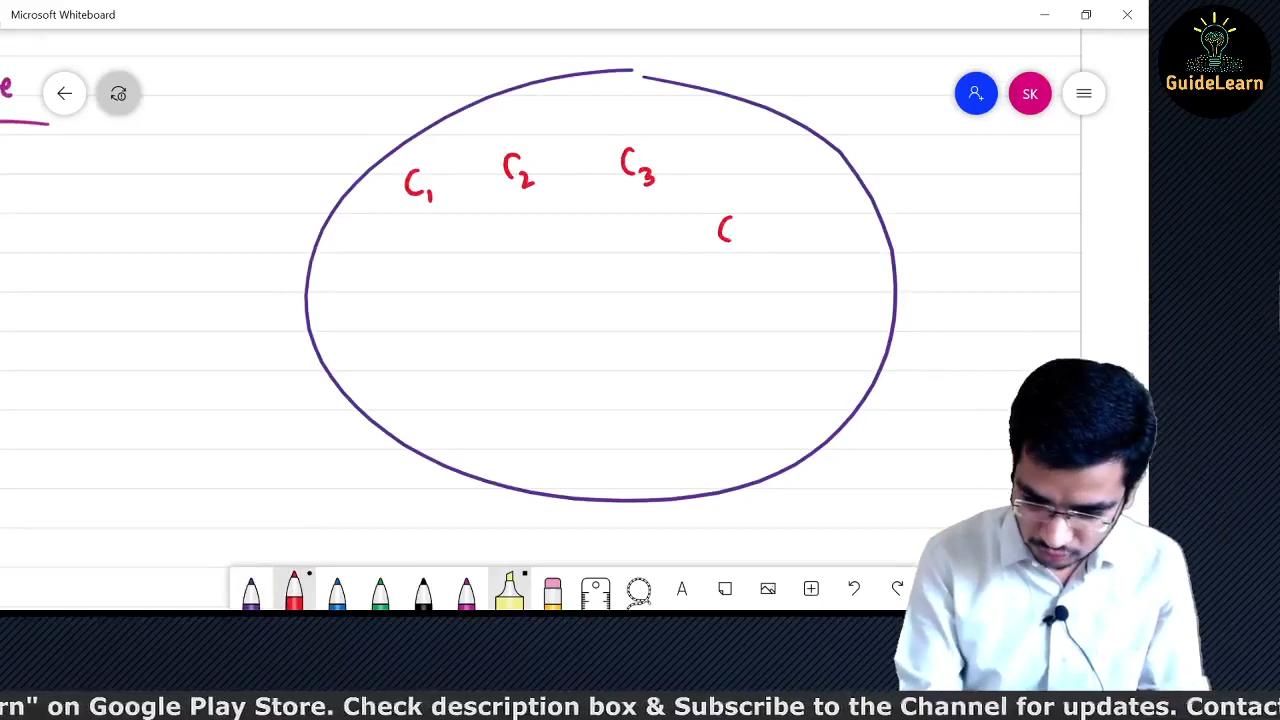 Microsoft Whiteboard
GuideLearn
e
SK
C1 C2 C3
C
A
rn" on Google Play Store. Check description box & Subscribe to the Channel for updates. Contac